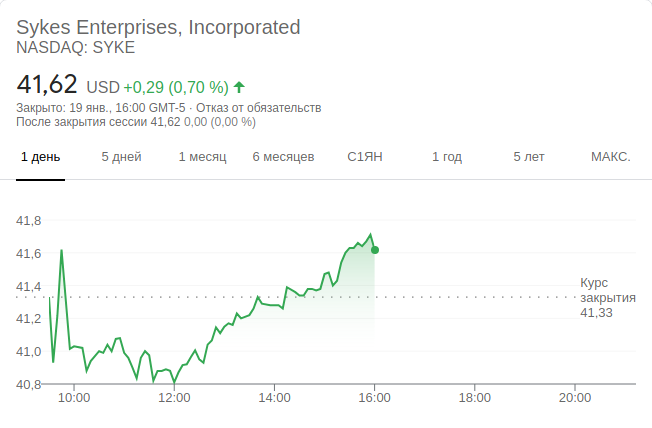 Sykes Enterprises, Incorporated
NASDAQ: SYKE
41,62 USD +0,29 (0,70 %)
Закрыто: 19 янв., 16:00 GMT-5 · Отказ от обязательств
После закрытия сессии 41,62 0,00 (0,00 %)
1 день 5 дней 1 месяц 6 месяцев С1ЯН 1 год 5 лет МАКС.
41,8
41,6
41,4
41,2
41,0
40,8
Курс
закрытия
41,33
10:00 12:00 14:00 16:00 18:00 20:00